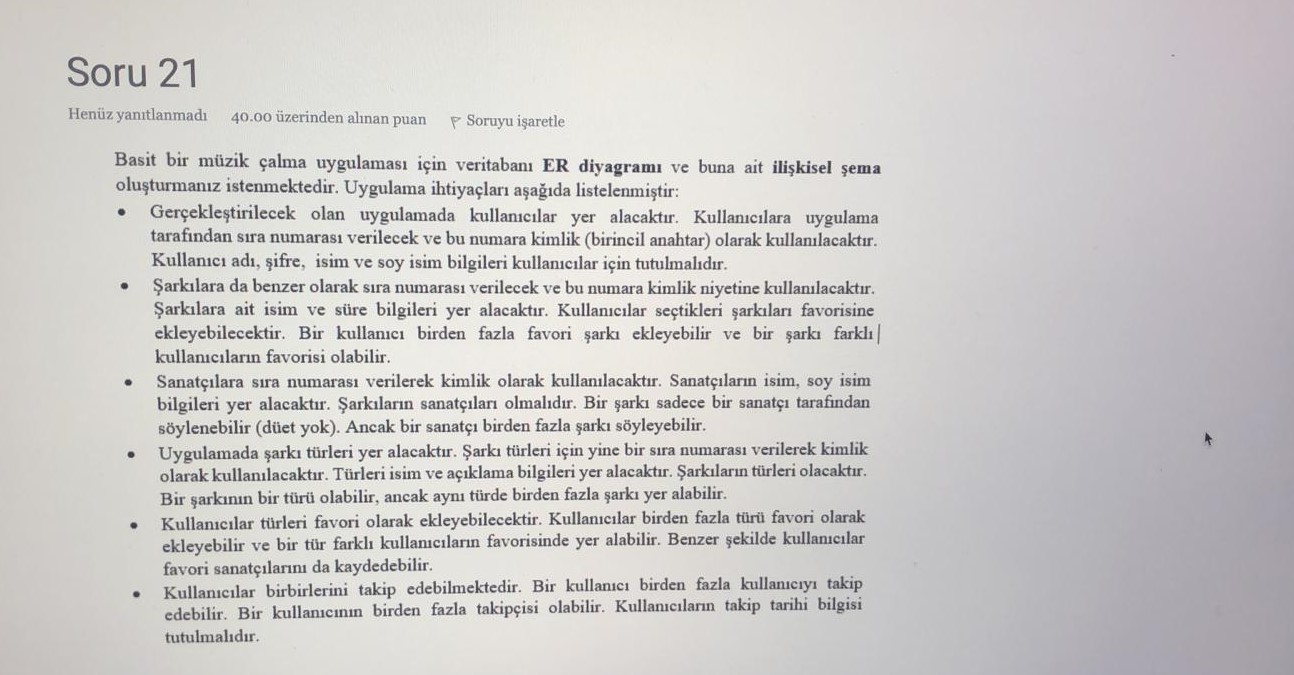 Soru 21
Henüz yanıtlanmadı 40.00 üzerinden alınan puan Soruyu işaretle
Basit bir müzik çalma uygulaması için veritabanı ER diyagramı ve buna ait ilişkisel şema
oluşturmanız istenmektedir. Uygulama ihtiyaçları aşağıda listelenmiştir:
• Gerçekleştirilecek olan uygulamada kullanıcılar yer alacaktır. Kullanıcılara uygulama
tarafından sıra numarası verilecek ve bu numara kimlik (birincil anahtar) olarak kullanılacaktır.
Kullanıcı adı, şifre, isim ve soy isim bilgileri kullanıcılar için tutulmalıdır.
• Şarkılara da benzer olarak sıra numarası verilecek ve bu numara kimlik niyetine kullanılacaktır.
Şarkılara ait isim ve süre bilgileri yer alacaktır. Kullanıcılar seçtikleri şarkıları favorisine
ekleyebilecektir. Bir kullanıcı birden fazla favori şarkı ekleyebilir ve bir şarkı farklı
kullanıcıların favorisi olabilir.
• Sanatçılara sıra numarası verilerek kimlik olarak kullanılacaktır. Sanatçıların isim, soy isim
bilgileri yer alacaktır. Şarkıların sanatçıları olmalıdır. Bir şarkı sadece bir sanatçı tarafından
söylenebilir (düet yok). Ancak bir sanatçı birden fazla şarkı söyleyebilir.
• Uygulamada şarkı türleri yer alacaktır. Şarkı türleri için yine bir sıra numarası verilerek kimlik
olarak kullanılacaktır. Türleri isim ve açıklama bilgileri yer alacaktır. Şarkıların türleri olacaktır.
Bir şarkının bir türü olabilir, ancak aynı türde birden fazla şarkı yer alabilir.
• Kullanıcılar türleri favori olarak ekleyebilecektir. Kullanıcılar birden fazla türü favori olarak
ekleyebilir ve bir tür farklı kullanıcıların favorisinde yer alabilir. Benzer şekilde kullanıcılar
favori sanatçılarını da kaydedebilir.
• Kullanıcılar birbirlerini takip edebilmektedir. Bir kullanıcı birden fazla kullanıcıyı takip
edebilir. Bir kullanıcının birden fazla takipçisi olabilir. Kullanıcıların takip tarihi bilgisi
tutulmalıdır.